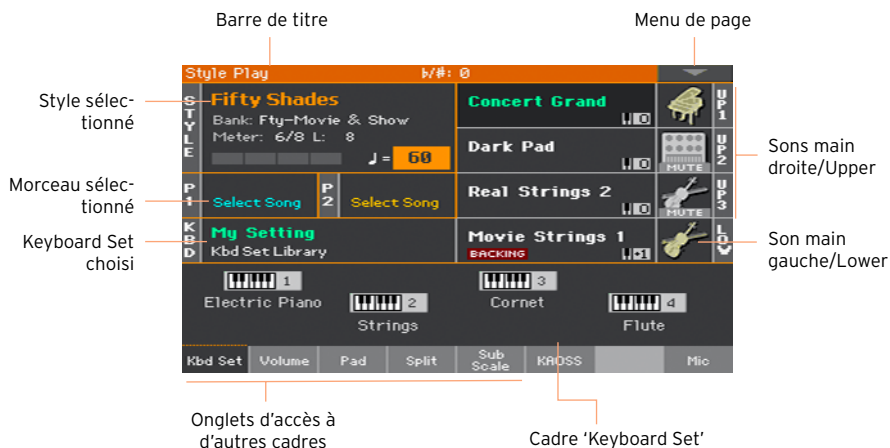 Barre de titre
Menu de page
Style Play
♭/#: 0
Style sélec-
tionné
STYLE
Fifty Shades
Bank: Fty-Movie & Show
Meter: 6/8 L: 8
♩ = 60
Concert Grand
0
UP1
Dark Pad
0
MUTE
UP2
Sons main
droite/Upper
Morceau sélec-
tionné
P1
Select Song
P2
Select Song
Real Strings 2
0
MUTE
UP3
Keyboard Set
choisi
KBD
My Setting
Kbd Set Library
Movie Strings 1
BACKING
+1
LOW
Son main
gauche/Lower
1
Electric Piano
2
Strings
3
Cornet
4
Flute
Kbd Set
Volume
Pad
Split
Sub
Scale
KAOSS
Mic
Onglets d’accès à
d’autres cadres
Cadre ‘Keyboard Set’